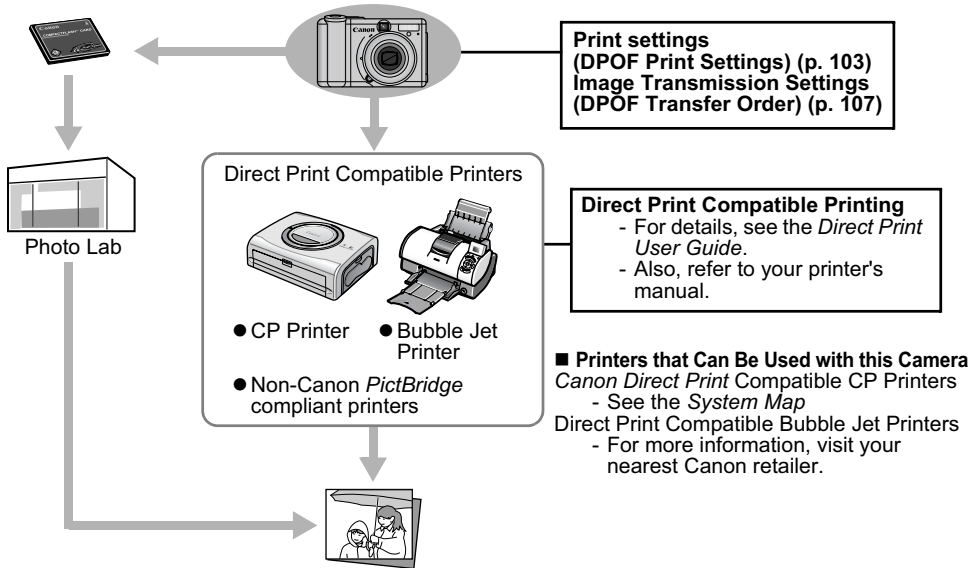 Canon
COMPACTFLASH CARD
Canon
Print settings
(DPOF Print Settings) (p. 103)
Image Transmission Settings
(DPOF Transfer Order) (p. 107)
Photo Lab
Direct Print Compatible Printers
● CP Printer
● Bubble Jet
Printer
● Non-Canon PictBridge
compliant printers
Direct Print Compatible Printing
- For details, see the Direct Print
User Guide.
- Also, refer to your printer's
manual.
■ Printers that Can Be Used with this Camera
Canon Direct Print Compatible CP Printers
- See the System Map
Direct Print Compatible Bubble Jet Printers
- For more information, visit your
nearest Canon retailer.